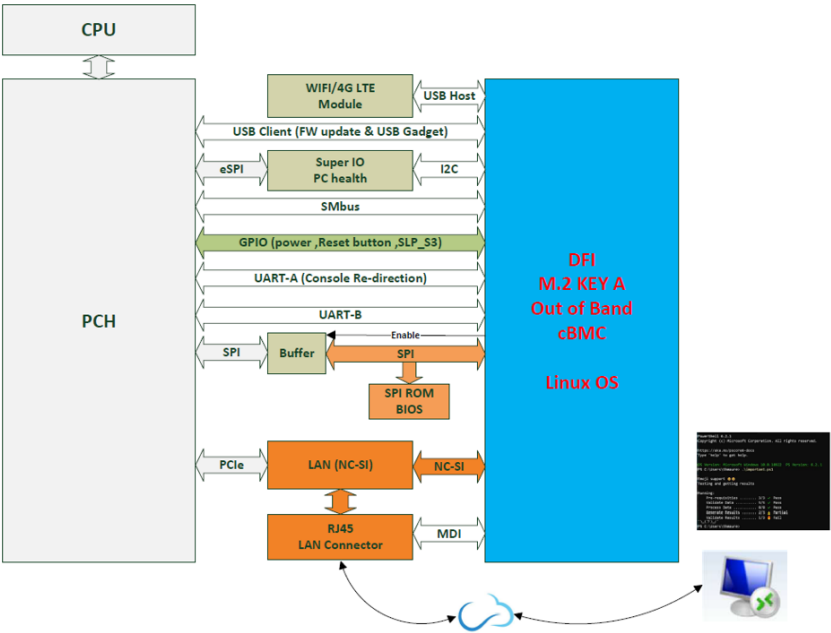 CPU
WIFI/4G LTE
Module
USB Host
USB Client (FW update & USB Gadget)
eSPI
Super IO
PC health
I2C
SMbus
GPIO (power ,Reset button ,SLP_S3)
UART-A (Console Re-direction)
UART-B
PCH
DFI
M.2 KEY A
Out of Band
cBMC
Linux OS
Enable
SPI
Buffer
SPI
SPI ROM
BIOS
PCIe
LAN (NC-SI)
NC-SI
RJ45
LAN Connector
MDI